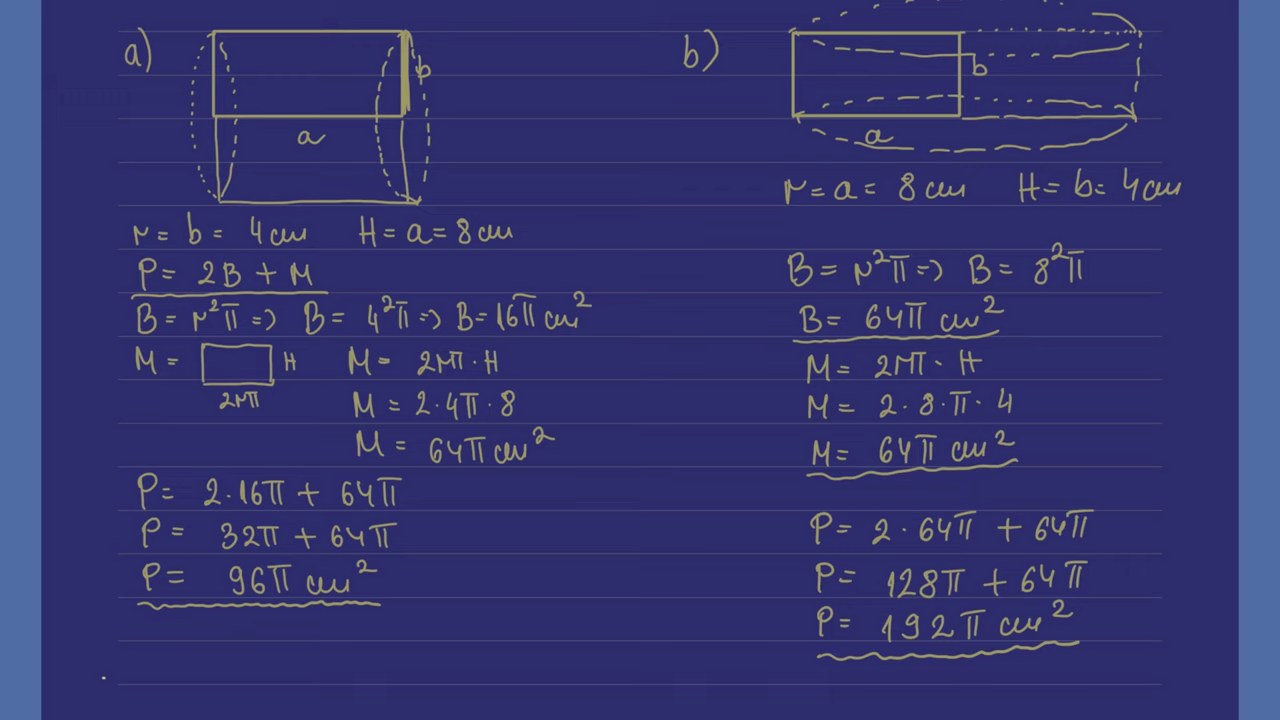 a)
b
a
r = b = 4 cm H = a = 8 cm
P = 2B + M
B = r²π => B = 4²π => B = 16π cm²
M = H M = 2rπ · H
2rπ
M = 2 · 4π · 8
M = 64π cm²
P = 2 · 16π + 64π
P = 32π + 64π
P = 96π cm²
b)
b
a
r = a = 8 cm H = b = 4 cm
B = r²π => B = 8²π
B = 64π cm²
M = 2rπ · H
M = 2 · 8 · π · 4
M = 64π cm²
P = 2 · 64π + 64π
P = 128π + 64π
P = 192π cm²